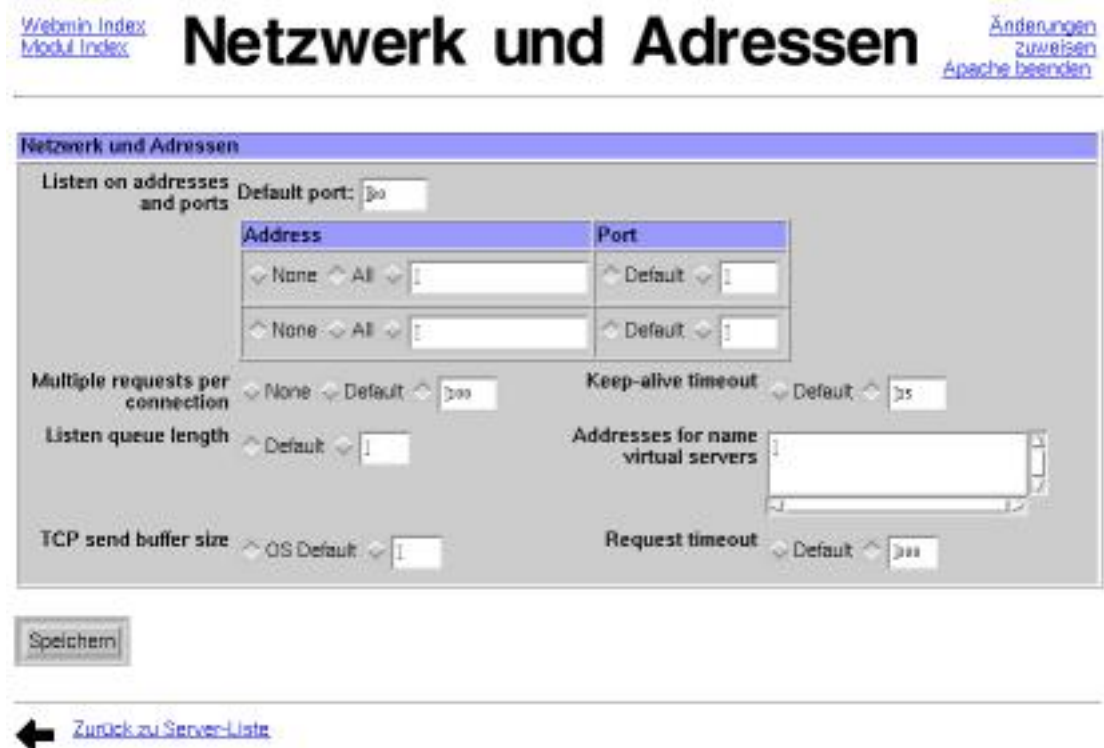 Webmin Index
Modul Index
Netzwerk und Adressen
Änderungen
zuweisen
Apache beenden
Netzwerk und Adressen
Listen on addresses
and ports
Default port:
Address Port
None All Default
None All Default
Multiple requests per
connection
None Default
Keep-alive timeout
Default
Listen queue length
Default
Addresses for name
virtual servers
TCP send buffer size
OS Default
Request timeout
Default
Speichern
Zurück zu Server-Liste